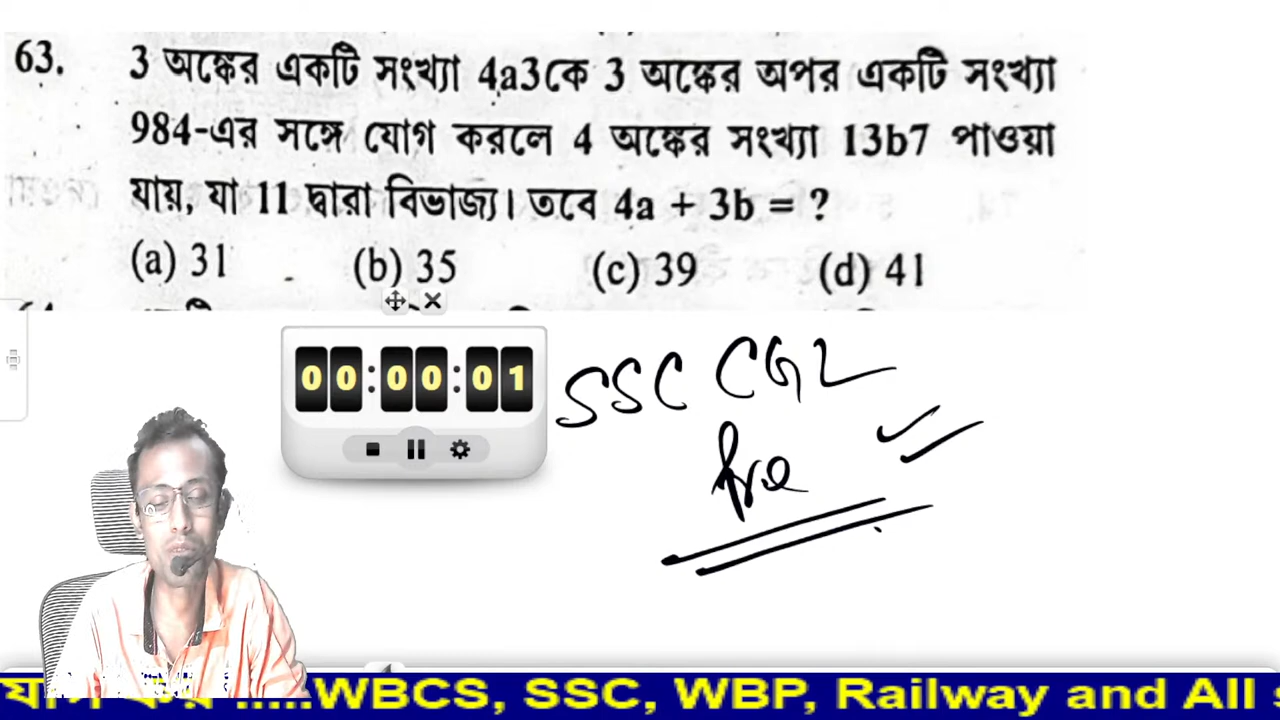 63. 3 অঙ্কের একটি সংখ্যা 4a3কে 3 অঙ্কের অপর একটি সংখ্যা
984-এর সঙ্গে যোগ করলে 4 অঙ্কের সংখ্যা 13b7 পাওয়া
যায়, যা 11 দ্বারা বিভাজ্য। তবে 4a + 3b = ?
(a) 31 (b) 35 (c) 39 (d) 41
00:00:01
SSC CGL
Pre
.....WBCS, SSC, WBP, Railway and All